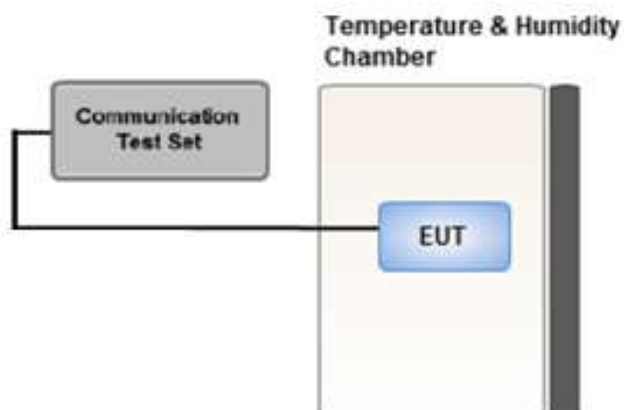 Temperature & Humidity
Chamber
Communication
Test Set
EUT